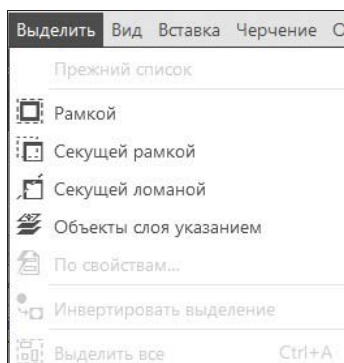 Выделить Вид Вставка Черчение О
Прежний список
Рамкой
Секущей рамкой
Секущей ломаной
Объекты слоя указанием
По свойствам...
Инвертировать выделение
Выделить все Ctrl+A